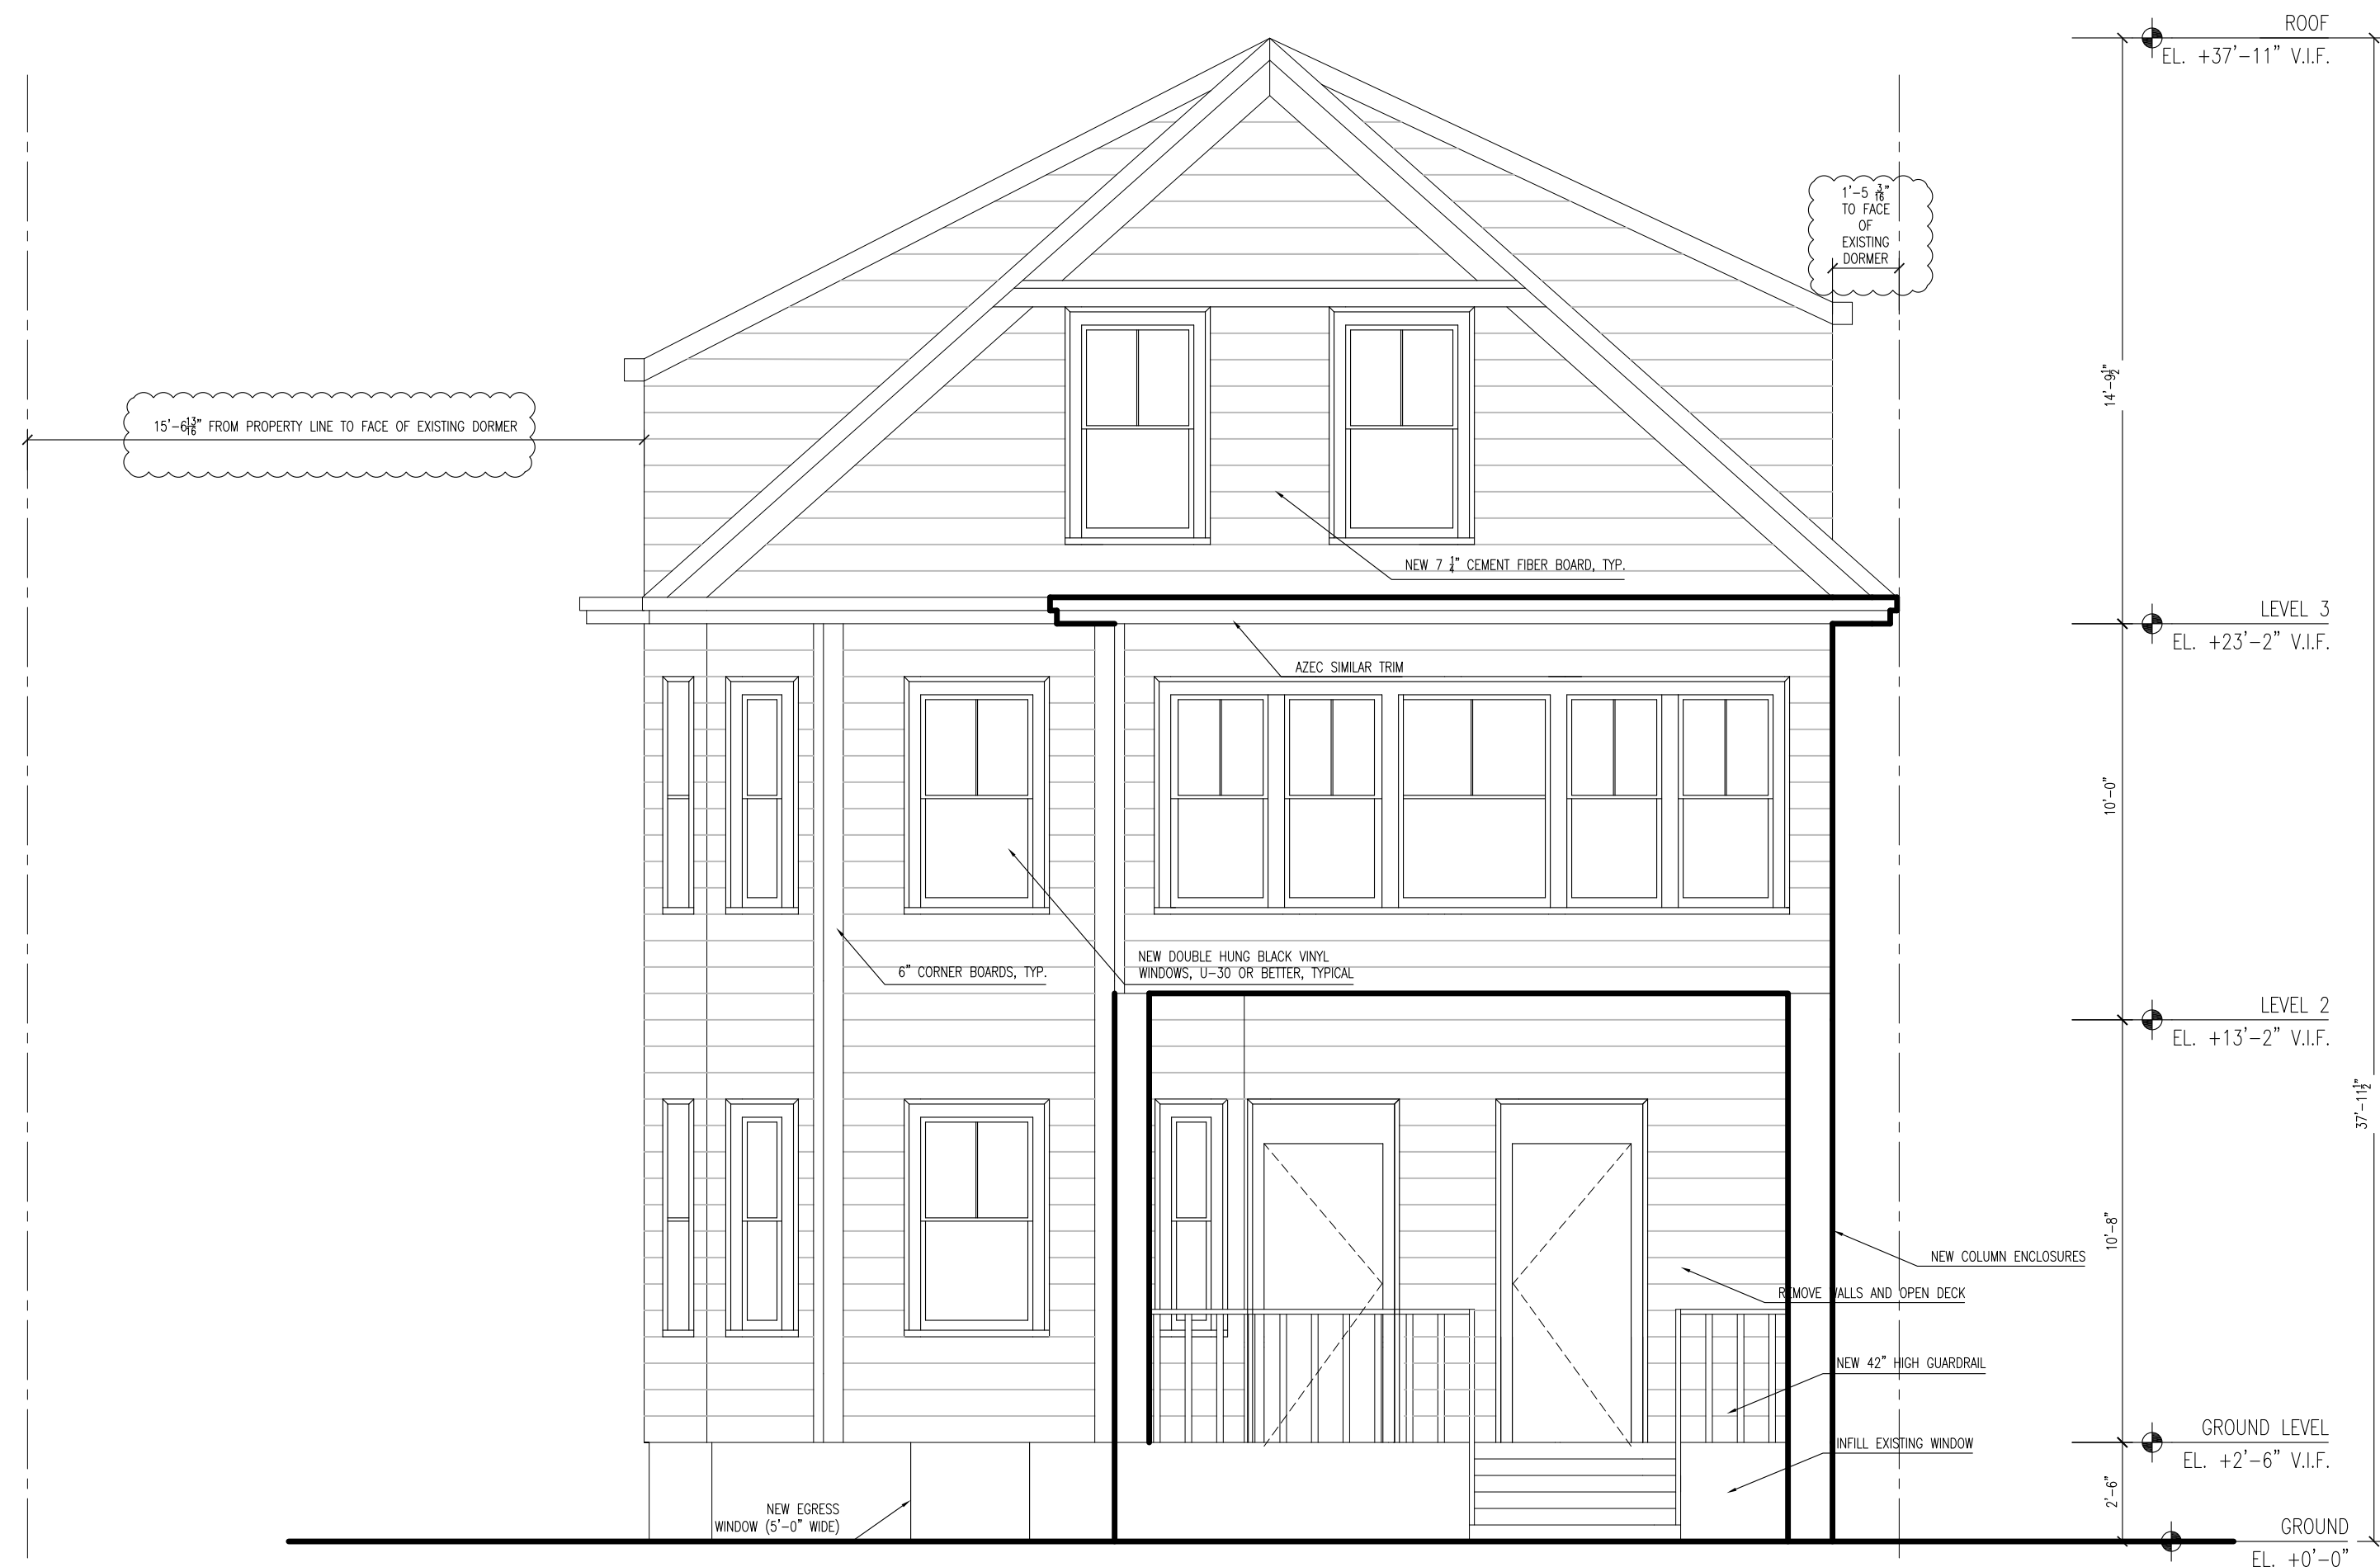 ROOF
EL. +37'-11" V.I.F.
1'-5 3/16"
TO FACE
OF
EXISTING
DORMER
14'-9 1/2"
15'-6 13/16" FROM PROPERTY LINE TO FACE OF EXISTING DORMER
NEW 7 1/4" CEMENT FIBER BOARD, TYP.
LEVEL 3
EL. +23'-2" V.I.F.
AZEC SIMILAR TRIM
10'-0"
6" CORNER BOARDS, TYP.
NEW DOUBLE HUNG BLACK VINYL
WINDOWS, U-30 OR BETTER, TYPICAL
LEVEL 2
EL. +13'-2" V.I.F.
37'-11 1/2"
10'-8"
NEW COLUMN ENCLOSURES
REMOVE WALLS AND OPEN DECK
NEW 42" HIGH GUARDRAIL
GROUND LEVEL
EL. +2'-6" V.I.F.
INFILL EXISTING WINDOW
2'-6"
NEW EGRESS
WINDOW (5'-0" WIDE)
GROUND
EL. +0'-0"